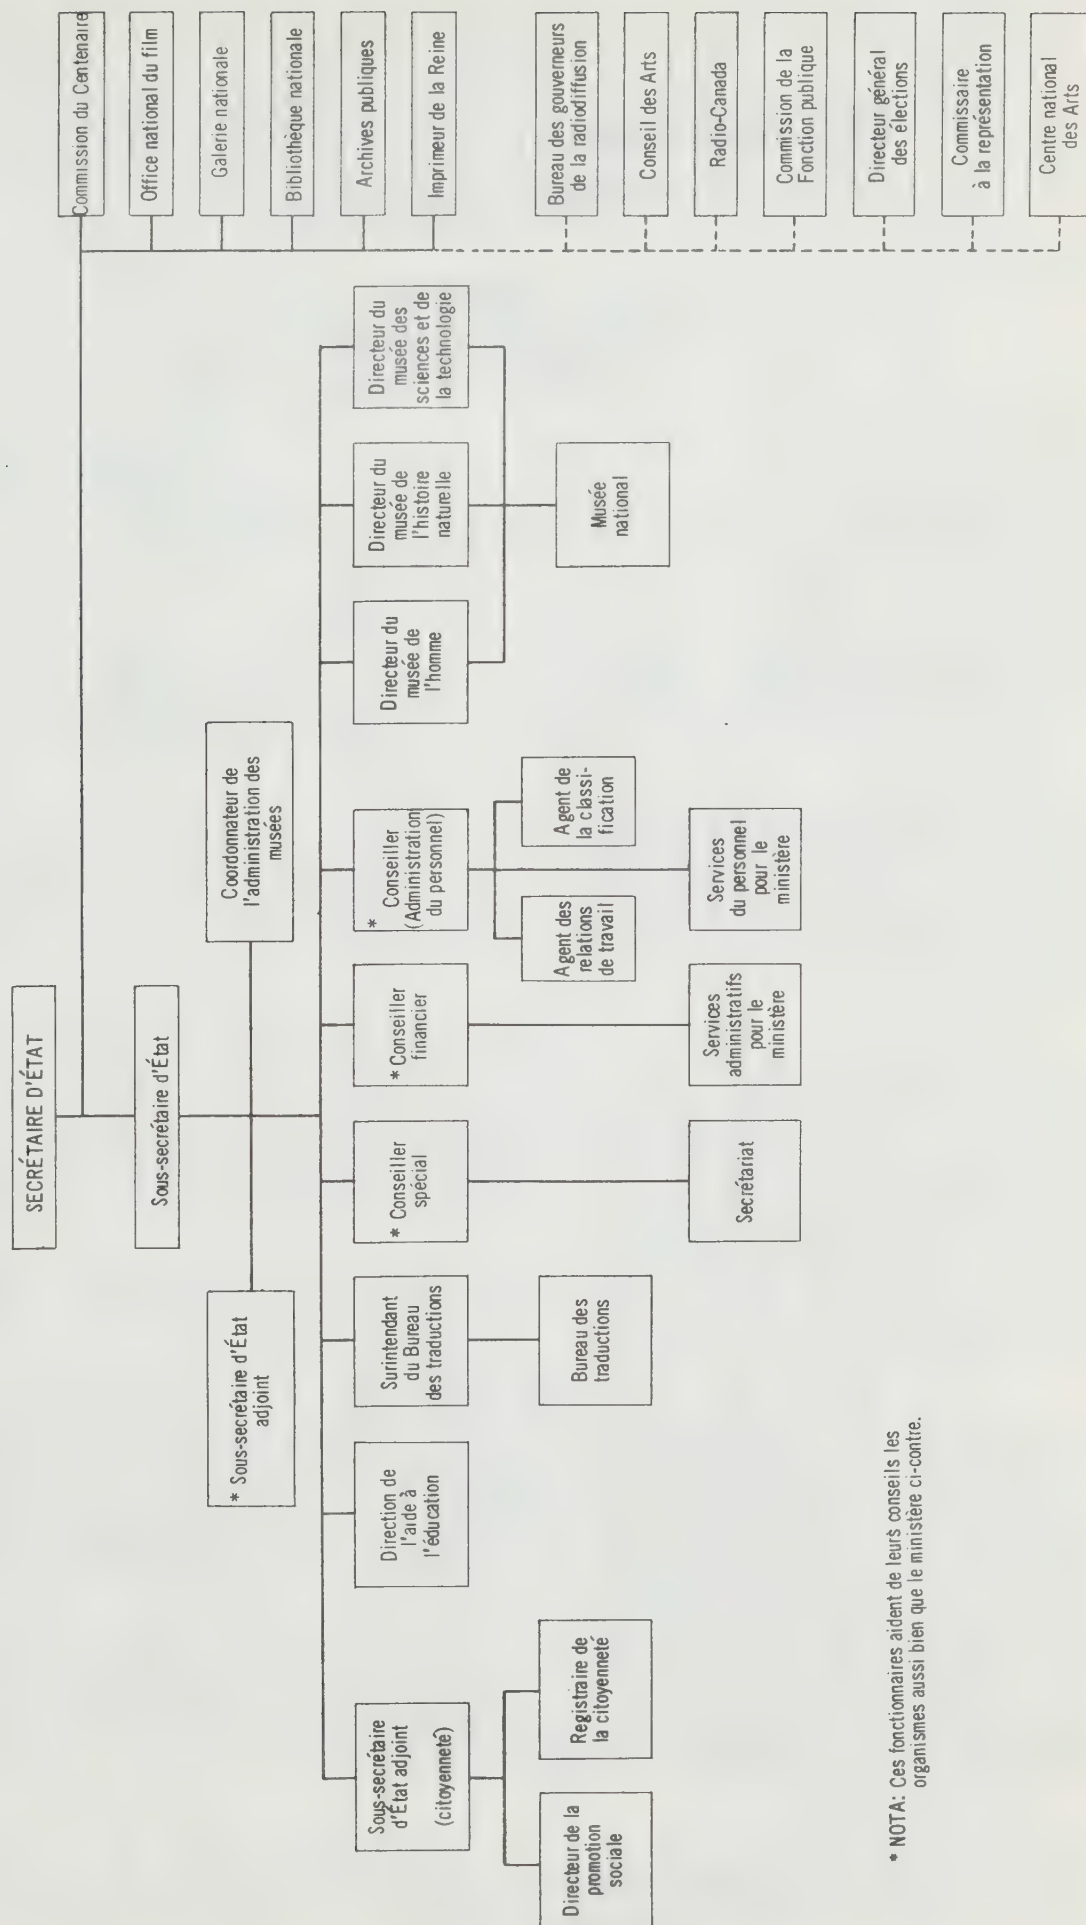 SECRÉTAIRE D'ÉTAT
Sous-secrétaire d'État
* Sous-secrétaire d'État
adjoint
Coordonnateur de
l'administration des
musées
Sous-secrétaire
d'État adjoint
(citoyenneté)
Direction de
l'aide à
l'éducation
Surintendant
du Bureau
des traductions
* Conseiller
spécial
* Conseiller
financier
*
Conseiller
(Administration
du personnel)
Directeur du
musée de
l'homme
Directeur du
musée de
l'histoire
naturelle
Directeur du
musée des
sciences et de
la technologie
Directeur de la
promotion
sociale
Registraire de
la citoyenneté
Bureau des
traductions
Agent des
relations
de travail
Agent de
la classi-
fication
Musée
national
Secrétariat
Services
administratifs
pour le
ministère
Services
du personnel
pour le
ministère
Commission du Centenaire
Office national du film
Galerie nationale
Bibliothèque nationale
Archives publiques
Imprimeur de la Reine
Bureau des gouverneurs
de la radiodiffusion
Conseil des Arts
Radio-Canada
Commission de la
Fonction publique
Directeur général
des élections
Commissaire
à la représentation
Centre national
des Arts
* NOTA: Ces fonctionnaires aident de leurs conseils les
organismes aussi bien que le ministère ci-contre.